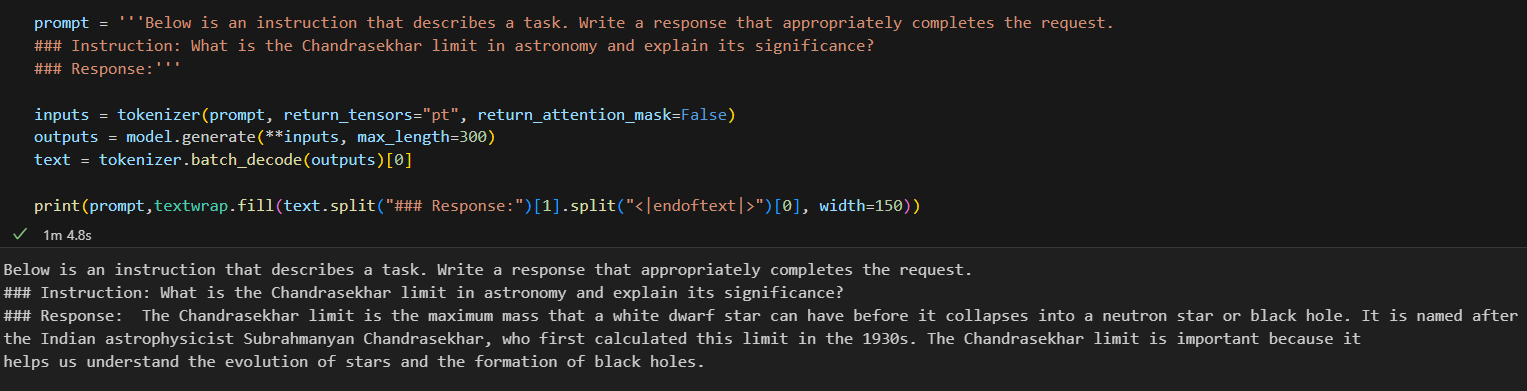 prompt = '''Below is an instruction that describes a task. Write a response that appropriately completes the request.
### Instruction: What is the Chandrasekhar limit in astronomy and explain its significance?
### Response:'''
inputs = tokenizer(prompt, return_tensors="pt", return_attention_mask=False)
outputs = model.generate(**inputs, max_length=300)
text = tokenizer.batch_decode(outputs)[0]
print(prompt,textwrap.fill(text.split("### Response:")[1].split("<|endoftext|>")[0], width=150))
1m 4.8s
Below is an instruction that describes a task. Write a response that appropriately completes the request.
### Instruction: What is the Chandrasekhar limit in astronomy and explain its significance?
### Response:  The Chandrasekhar limit is the maximum mass that a white dwarf star can have before it collapses into a neutron star or black hole. It is named after
the Indian astrophysicist Subrahmanyan Chandrasekhar, who first calculated this limit in the 1930s. The Chandrasekhar limit is important because it
helps us understand the evolution of stars and the formation of black holes.